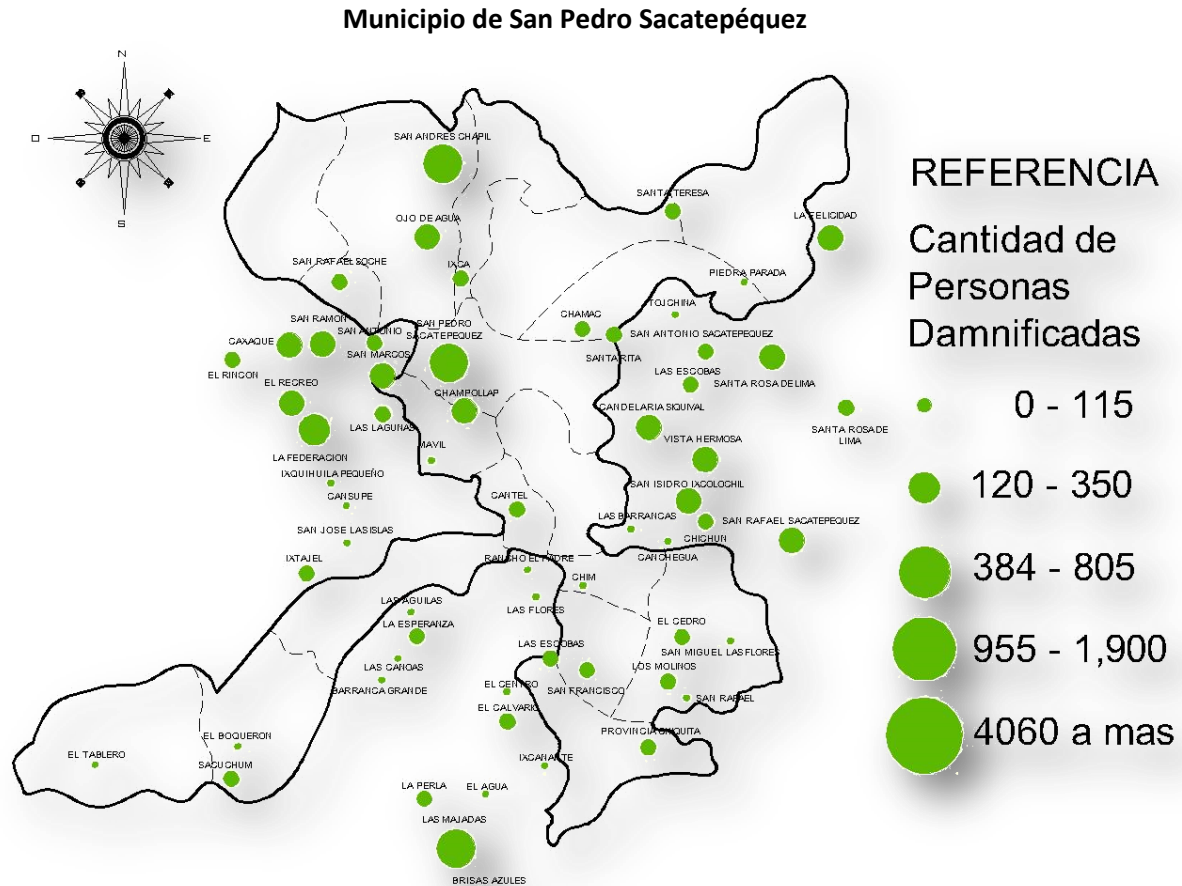 Municipio de San Pedro Sacatepéquez
N
O
E
S
SAN ANDRES CHAPIL
SANTA TERESA
OJO DE AGUA
LA FELICIDAD
SAN RAFAEL SOCHE
IXCA
PIEDRA PARADA
TOJCHINA
SAN RAMON
SAN ANTONIO
SAN PEDRO
SACATEPEQUEZ
CHAMAC
SANTA RITA
SAN ANTONIO SACATEPEQUEZ
CAXAQUE
SAN MARCOS
EL RINCON
LAS ESCOBAS
SANTA ROSA DE LIMA
EL RECREO
CHAMPOLLAP
CANDELARIA SIQUIVAL
LAS LAGUNAS
SANTA ROSA DE
LIMA
VISTA HERMOSA
MAVIL
LA FEDERACION
IXQUIHUILA PEQUEÑO
CANSUPE
SAN ISIDRO IXCOLOCHIL
CANTEL
SAN JOSE LAS ISLAS
LAS BARRANCAS
SAN RAFAEL SACATEPEQUEZ
CHICHUN
IXTAJEL
RANCHO EL PADRE
CANCHEGUA
CHIM
LAS AGUILAS
LAS FLORES
LA ESPERANZA
EL CEDRO
LAS ESCOBAS
SAN MIGUEL LAS FLORES
LAS CANOAS
LOS MOLINOS
BARRANCA GRANDE
EL CENTRO
SAN FRANCISCO
SAN RAFAEL
EL CALVARIO
PROVINCIA CHIQUITA
EL BOQUERON
EL TABLERO
SACUCHUM
IXCANANTE
LA PERLA
EL AGUA
LAS MAJADAS
BRISAS AZULES
REFERENCIA
Cantidad de
Personas
Damnificadas
0 - 115
120 - 350
384 - 805
955 - 1,900
4060 a mas